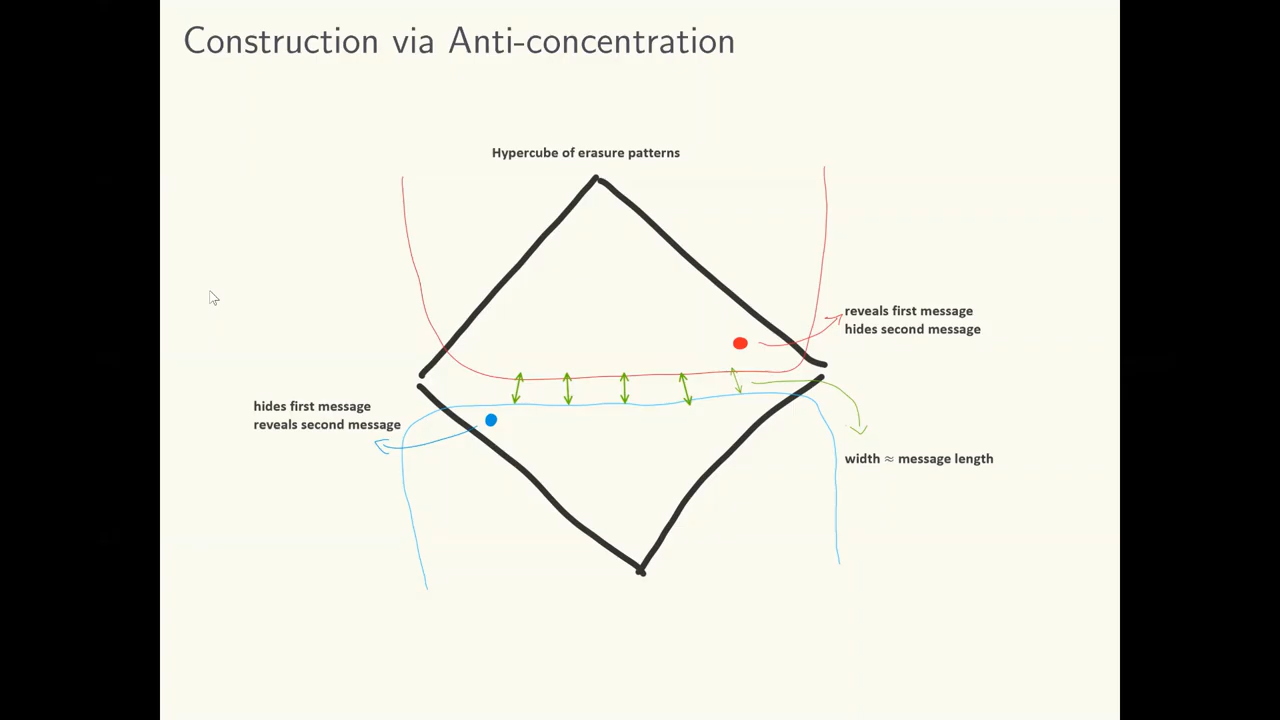 Construction via Anti-concentration
Hypercube of erasure patterns
reveals first message
hides second message
hides first message
reveals second message
width ≈ message length